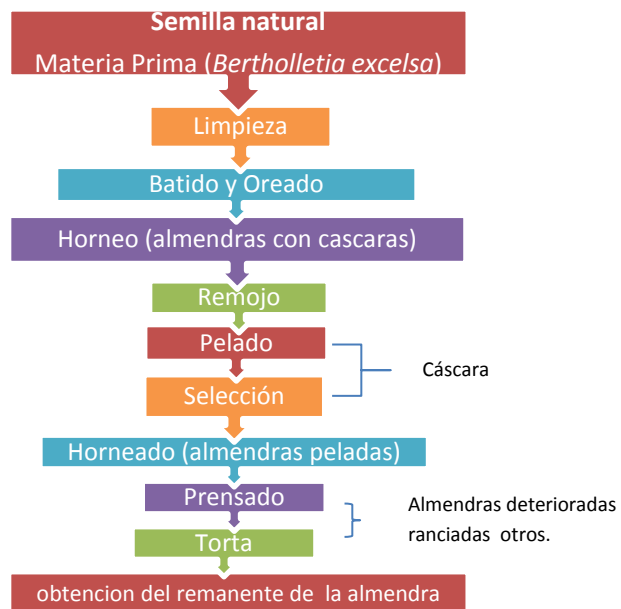 Semilla natural
Materia Prima (Bertholletia excelsa)
Limpieza
Batido y Oreado
Horneo (almendras con cascaras)
Remojo
Pelado
Cáscara
Selección
Horneado (almendras peladas)
Prensado
Almendras deterioradas
ranciadas otros.
Torta
obtencion del remanente de la almendra